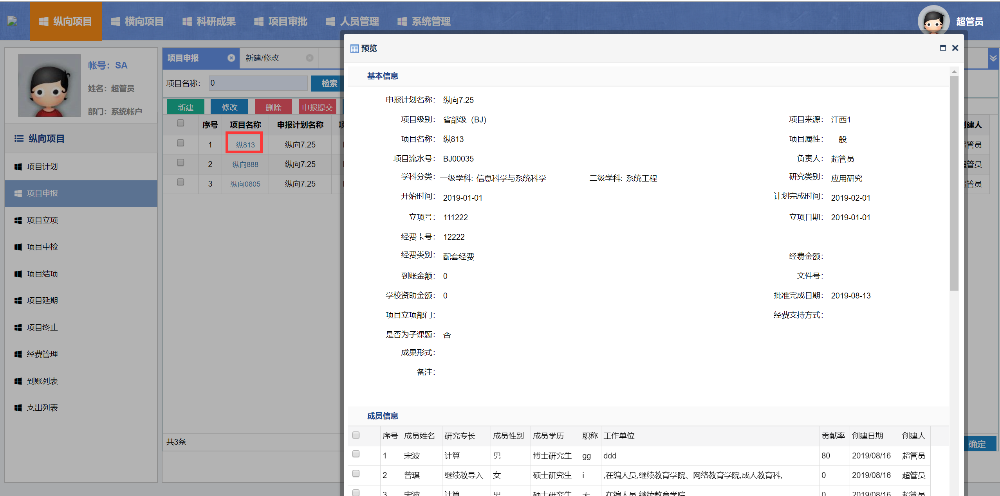 纵向项目 横向项目 科研成果 项目审批 人员管理 系统管理 超管员
帐号：SA
姓名：超管员
部门：系统帐户
纵向项目
项目计划
项目申报
项目立项
项目中检
项目结项
项目延期
项目终止
经费管理
到账列表
支出列表
项目申报 新建/修改
项目名称： 0 检索
新建 修改 删除 申报提交
序号 项目名称 申报计划名称
1 纵813 纵向7.25
2 纵向888 纵向7.25
3 纵向0805 纵向7.25
共3条
建人
管员
管员
管员
确定
预览
基本信息
申报计划名称： 纵向7.25
项目级别： 省部级（BJ） 项目来源： 江西1
项目名称： 纵813 项目属性： 一般
项目流水号： BJ00035 负责人： 超管员
学科分类： 一级学科: 信息科学与系统科学 二级学科: 系统工程 研究类别： 应用研究
开始时间： 2019-01-01 计划完成时间： 2019-02-01
立项号： 111222 立项日期： 2019-01-01
经费卡号： 12222
经费类别： 配套经费 经费金额：
到账金额： 0 文件号：
学校资助金额： 0 批准完成日期： 2019-08-13
项目立项部门： 经费支持方式：
是否为子课题： 否
成果形式：
备注：
成员信息
序号 成员姓名 研究专长 成员性别 成员学历 职称 工作单位 贡献率 创建日期 创建人
1 宋波 计算 男 博士研究生 gg ddd 80 2019/08/16 超管员
2 曾琪 继续教导入 女 硕士研究生 i ,在编人员,继续教育学院、网络教育学院,成人教育科, 0 2019/08/16 超管员
3 宋波 计算 男 硕士研究生 无 ,在编人员,继续教育学院 0 2019/08/16 超管员